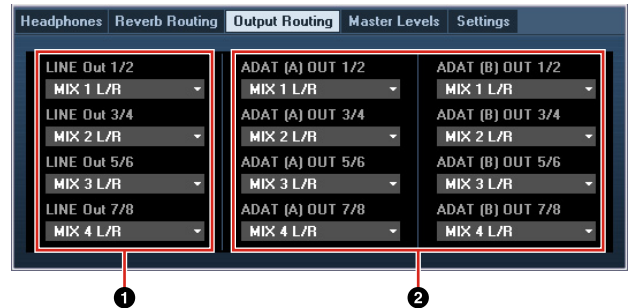 Headphones Reverb Routing Output Routing Master Levels Settings
LINE Out 1/2 ADAT (A) OUT 1/2 ADAT (B) OUT 1/2
MIX 1 L/R MIX 1 L/R MIX 1 L/R
LINE Out 3/4 ADAT (A) OUT 3/4 ADAT (B) OUT 3/4
MIX 2 L/R MIX 2 L/R MIX 2 L/R
LINE Out 5/6 ADAT (A) OUT 5/6 ADAT (B) OUT 5/6
MIX 3 L/R MIX 3 L/R MIX 3 L/R
LINE Out 7/8 ADAT (A) OUT 7/8 ADAT (B) OUT 7/8
MIX 4 L/R MIX 4 L/R MIX 4 L/R
1 2